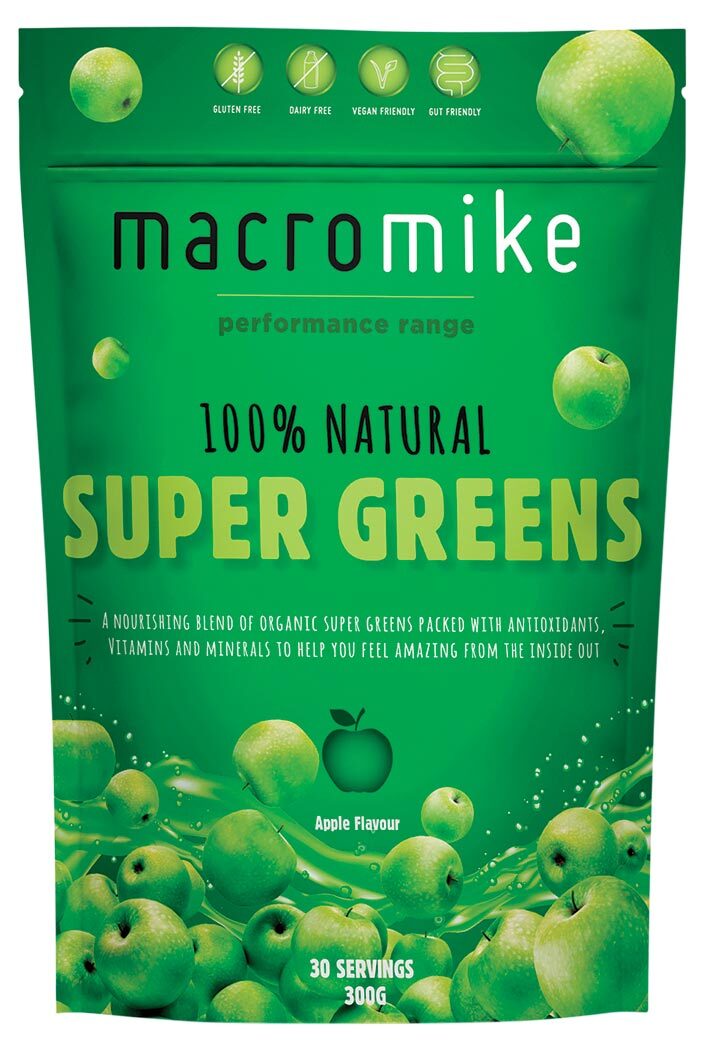 GLUTEN FREE DAIRY FREE VEGAN FRIENDLY GUT FRIENDLY
macromike
performance range
100% NATURAL
SUPER GREENS
A NOURISHING BLEND OF ORGANIC SUPER GREENS PACKED WITH ANTIOXIDANTS,
VITAMINS AND MINERALS TO HELP YOU FEEL AMAZING FROM THE INSIDE OUT
Apple Flavour
30 SERVINGS
300G